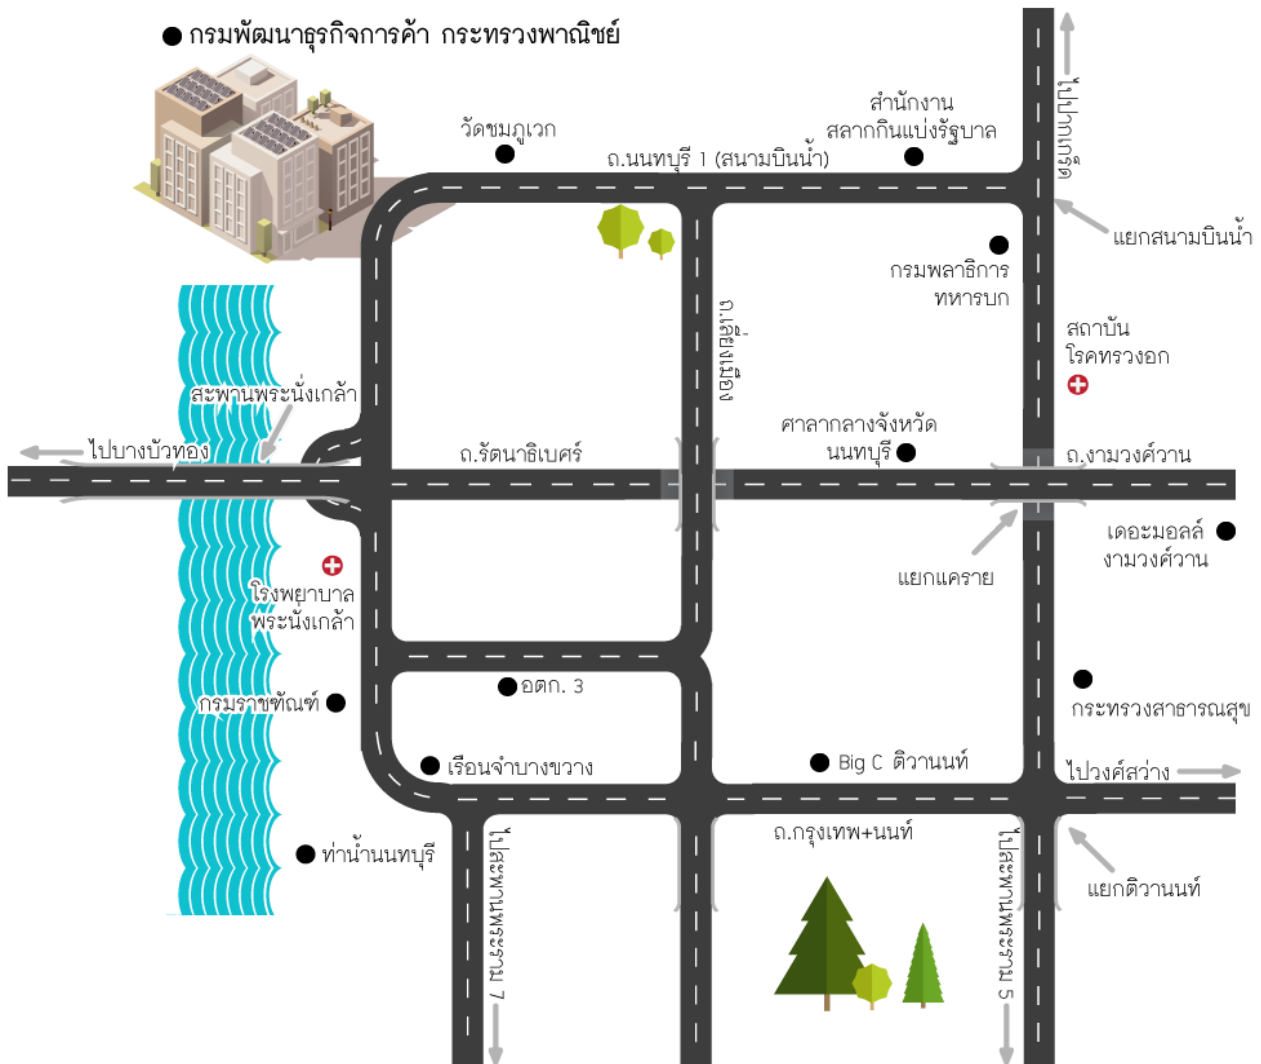 กรมพัฒนาธุรกิจการค้า กระทรวงพาณิชย์
วัดชมภูเวก
สำนักงาน
สลากกินแบ่งรัฐบาล
ถ.นนทบุรี 1 (สนามบินน้ำ)
ไปปากเกร็ด
แยกสนามบินน้ำ
กรมพลาธิการ
ทหารบก
ถ.เลี่ยงเมือง
สถาบัน
โรคทรวงอก
สะพานพระนั่งเกล้า
ไปบางบัวทอง
ถ.รัตนาธิเบศร์
ศาลากลางจังหวัด
นนทบุรี
ถ.งามวงศ์วาน
เดอะมอลล์
งามวงศ์วาน
แยกแคราย
โรงพยาบาล
พระนั่งเกล้า
อตก. 3
กรมราชฑัณฑ์
กระทรวงสาธารณสุข
เรือนจำบางขวาง
Big C ติวานนท์
ไปวงศ์สว่าง
ถ.กรุงเทพ+นนท์
ท่าน้ำนนทบุรี
แยกติวานนท์
ไปสะพานพระราม 7
ไปสะพานพระราม 5